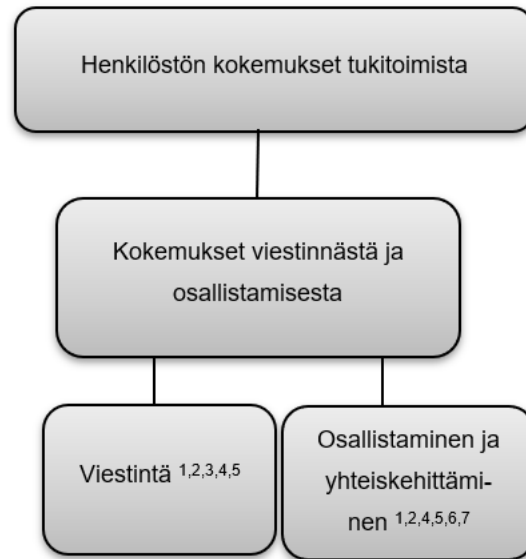 Henkilöstön kokemukset tukitoimista
Kokemukset viestinnästä ja
osallistamisesta
Viestintä 1,2,3,4,5
Osallistaminen ja
yhteiskehittämi-
nen 1,2,4,5,6,7